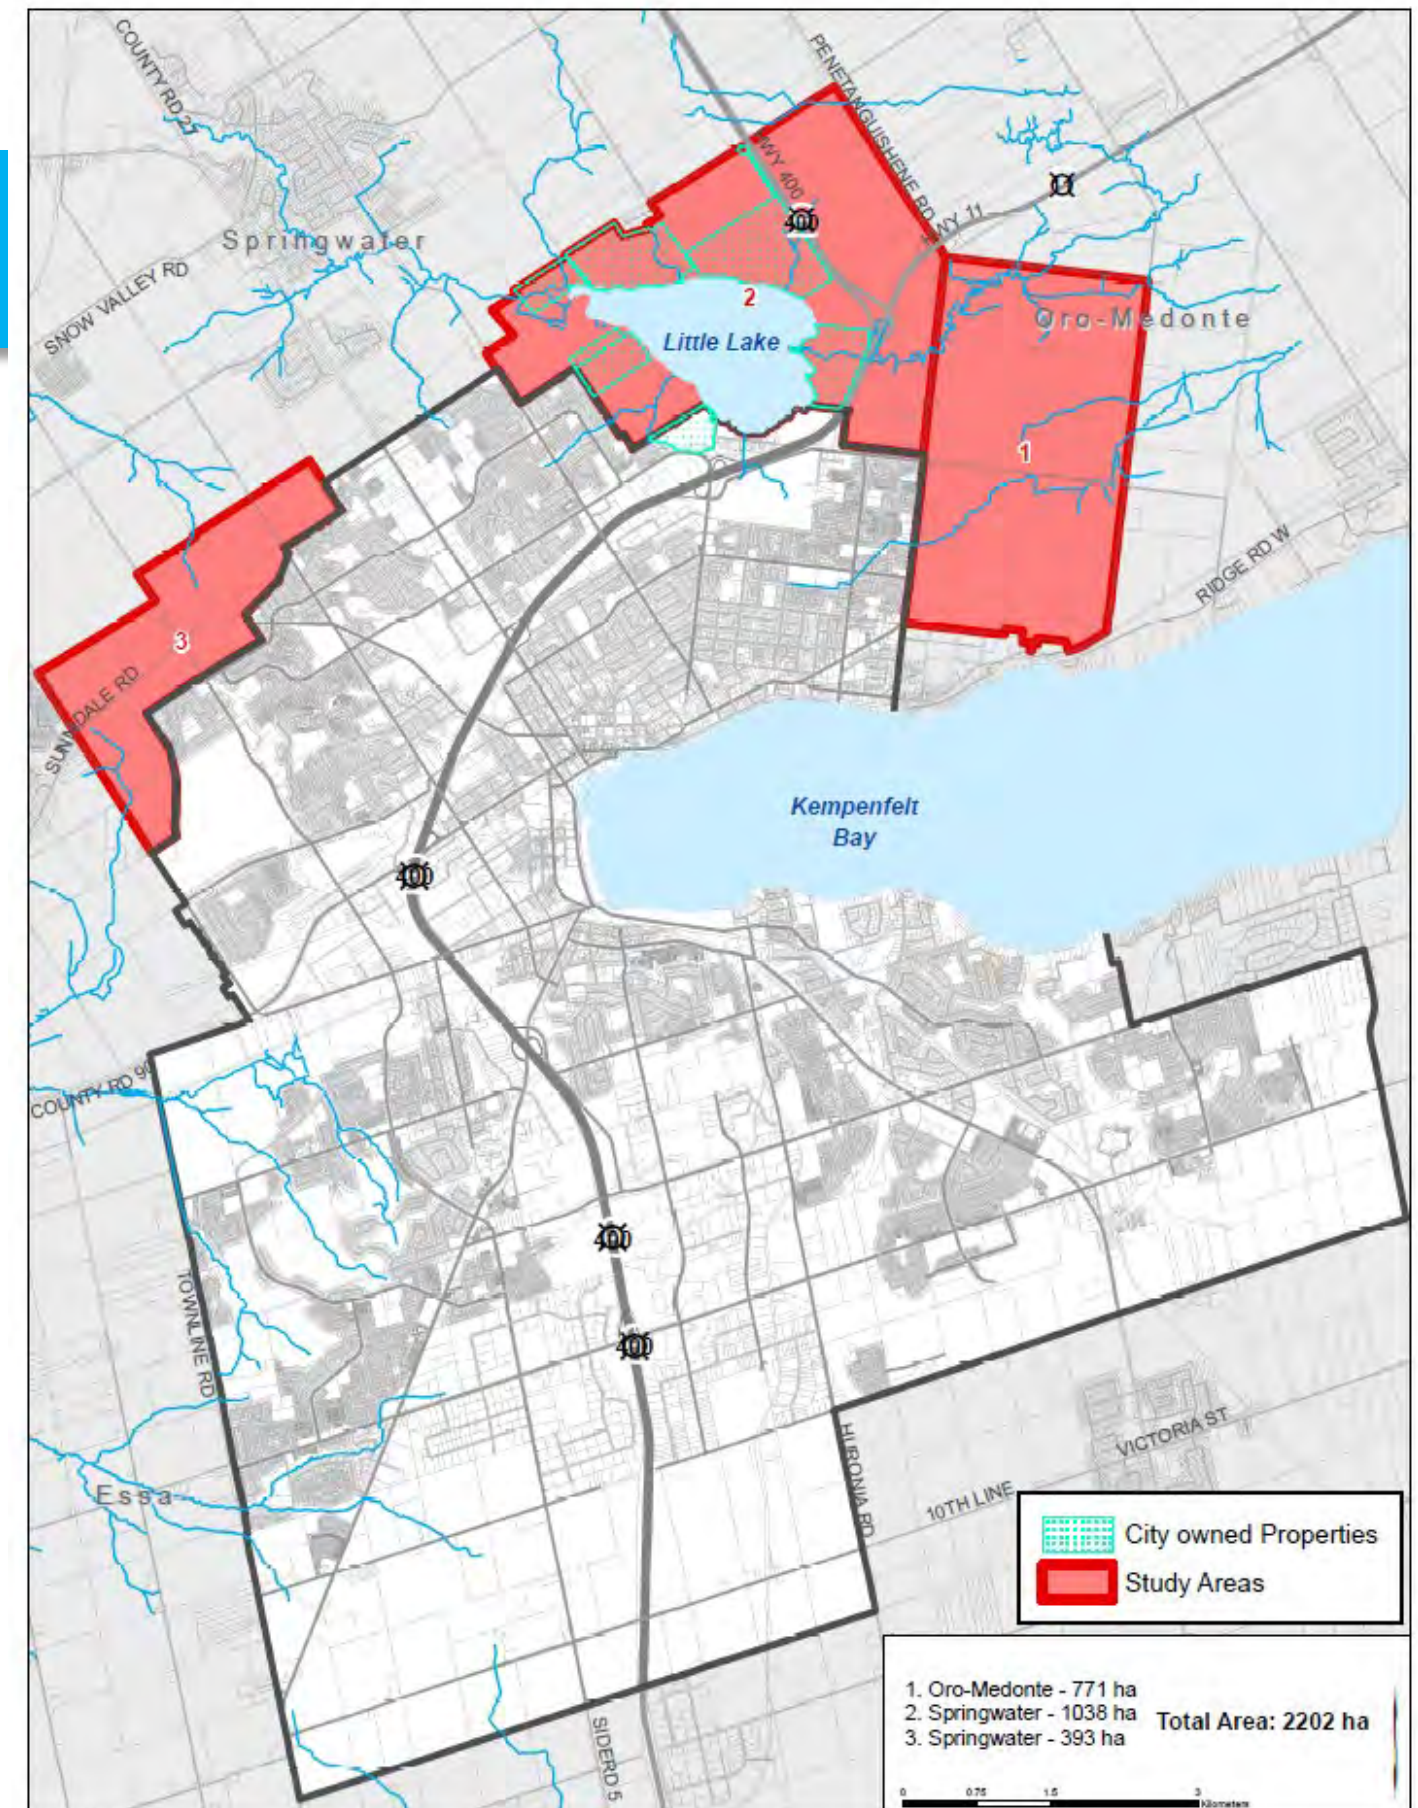 COUNTY RD 27
PENETANGUISHENE RD
HWY 400
HWY 11
400
Springwater
SNOW VALLEY RD
2
Oro-Medonte
Little Lake
1
RIDGE RD W
3
SUNNIDALE RD
Kempenfelt
Bay
400
COUNTY RD 90
400
TOWNLINE RD
400
HURONIA RD
VICTORIA ST
Essa
10TH LINE
City owned Properties
Study Areas
SIDERD 5
1. Oro-Medonte - 771 ha
2. Springwater - 1038 ha
3. Springwater - 393 ha
Total Area: 2202 ha
0 0.75 1.5 3
Kilometers